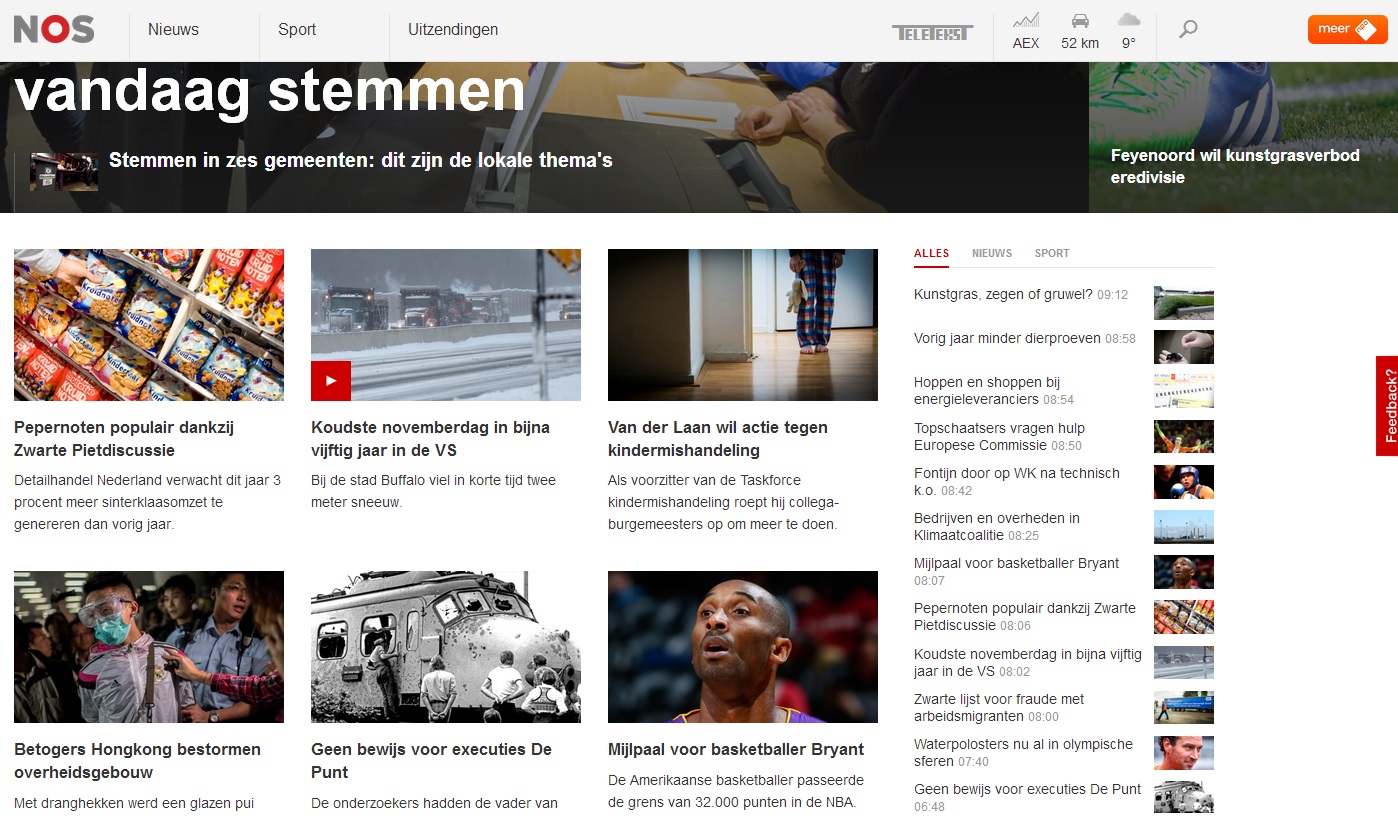 NOS
Nieuws
Sport
Uitzendingen
TELETEKST
AEX
52 km
9°
meer npo
vandaag stemmen
Stemmen in zes gemeenten: dit zijn de lokale thema's
Feyenoord wil kunstgrasverbod
eredivisie
Pepernoten populair dankzij
Zwarte Pietdiscussie
Detailhandel Nederland verwacht dit jaar 3
procent meer sinterklaasomzet te
genereren dan vorig jaar.
Koudste novemberdag in bijna
vijftig jaar in de VS
Bij de stad Buffalo viel in korte tijd twee
meter sneeuw.
Van der Laan wil actie tegen
kindermishandeling
Als voorzitter van de Taskforce
kindermishandeling roept hij collega-
burgemeesters op om meer te doen.
Betogers Hongkong bestormen
overheidsgebouw
Met dranghekken werd een glazen pui
Geen bewijs voor executies De
Punt
De onderzoekers hadden de vader van
Mijlpaal voor basketballer Bryant
De Amerikaanse basketballer passeerde
de grens van 32.000 punten in de NBA.
ALLES NIEUWS SPORT
Kunstgras, zegen of gruwel? 09:12
Vorig jaar minder dierproeven 08:58
Hoppen en shoppen bij
energieleveranciers 08:54
Topschaatsers vragen hulp
Europese Commissie 08:50
Fontijn door op WK na technisch
k.o. 08:42
Bedrijven en overheden in
Klimaatcoalitie 08:25
Mijlpaal voor basketballer Bryant
08:07
Pepernoten populair dankzij Zwarte
Pietdiscussie 08:06
Koudste novemberdag in bijna vijftig
jaar in de VS 08:02
Zwarte lijst voor fraude met
arbeidsmigranten 08:00
Waterpolosters nu al in olympische
sferen 07:40
Geen bewijs voor executies De Punt
06:48
Feedback?
Kruidnoten
Kruidnoten
Kruidnoten